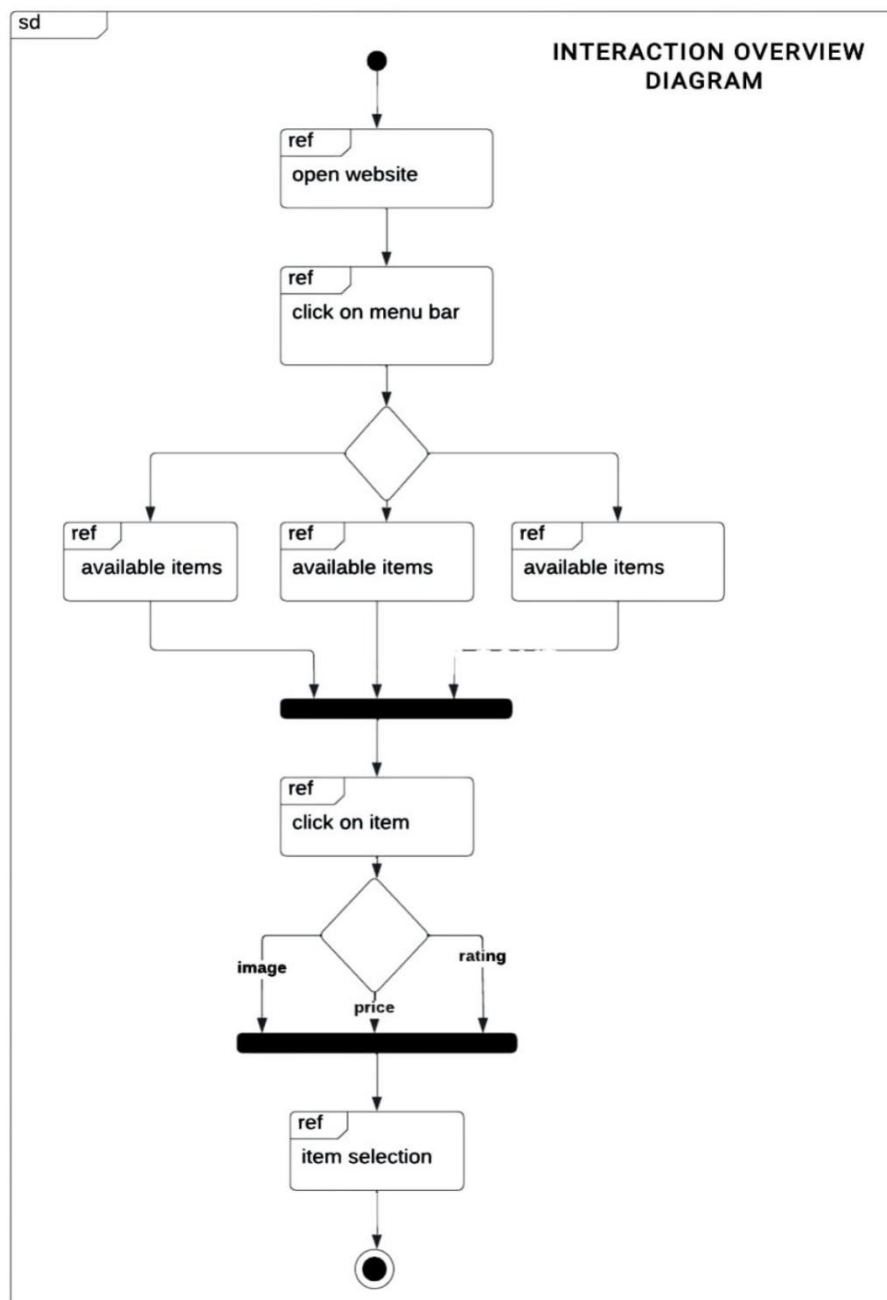 sd
INTERACTION OVERVIEW
DIAGRAM
ref
open website
ref
click on menu bar
ref
available items
ref
available items
ref
available items
ref
click on item
image
rating
price
ref
item selection